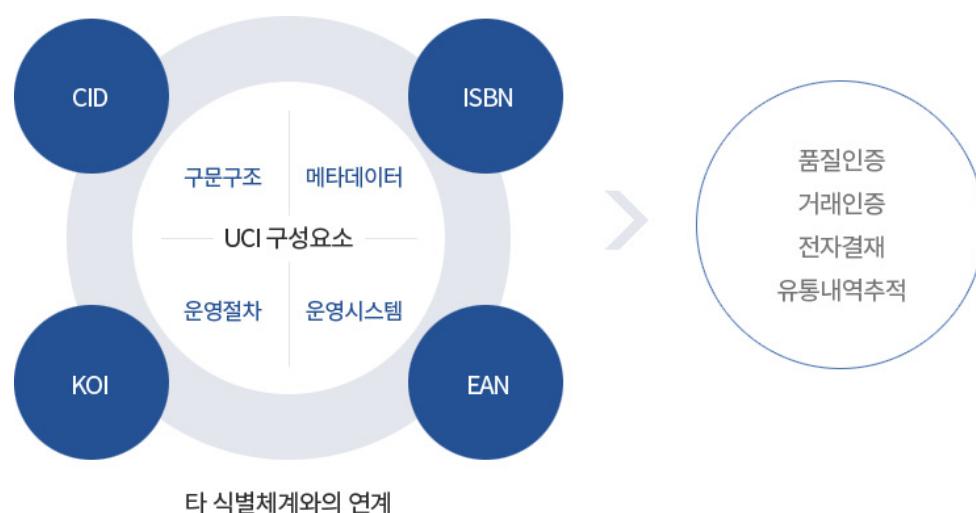 CID
ISBN
구문구조
메타데이터
UCI 구성요소
운영절차
운영시스템
KOI
EAN
타 식별체계와의 연계
품질인증
거래인증
전자결재
유통내역추적